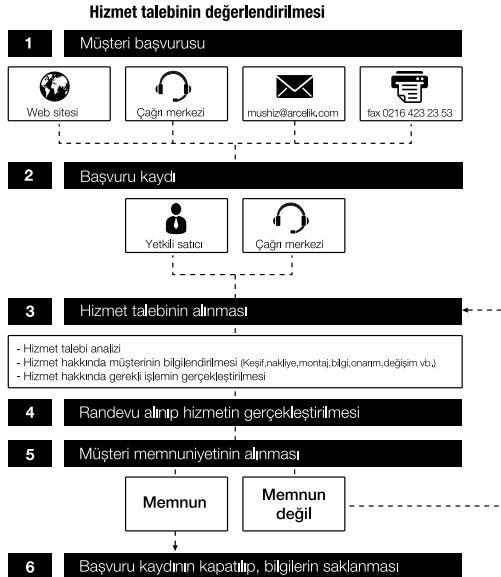 Hizmet talebinin değerlendirilmesi
1 Müşteri başvurusu
Web sitesi
Çağrı merkezi
mushiz@arcelik.com
fax 0216 423 23 53
2 Başvuru kaydı
Yetkili satıcı
Çağrı merkezi
3 Hizmet talebinin alınması
- Hizmet talebi analizi
- Hizmet hakkında müşterinin bilgilendirilmesi (Keşif,nakliye,montaj,bilgi,onarım,değişim vb.)
- Hizmet hakkında gerekli işlemin gerçekleştirilmesi
4 Randevu alınıp hizmetin gerçekleştirilmesi
5 Müşteri memnuniyetinin alınması
Memnun
Memnun
değil
6 Başvuru kaydının kapatılıp, bilgilerin saklanması